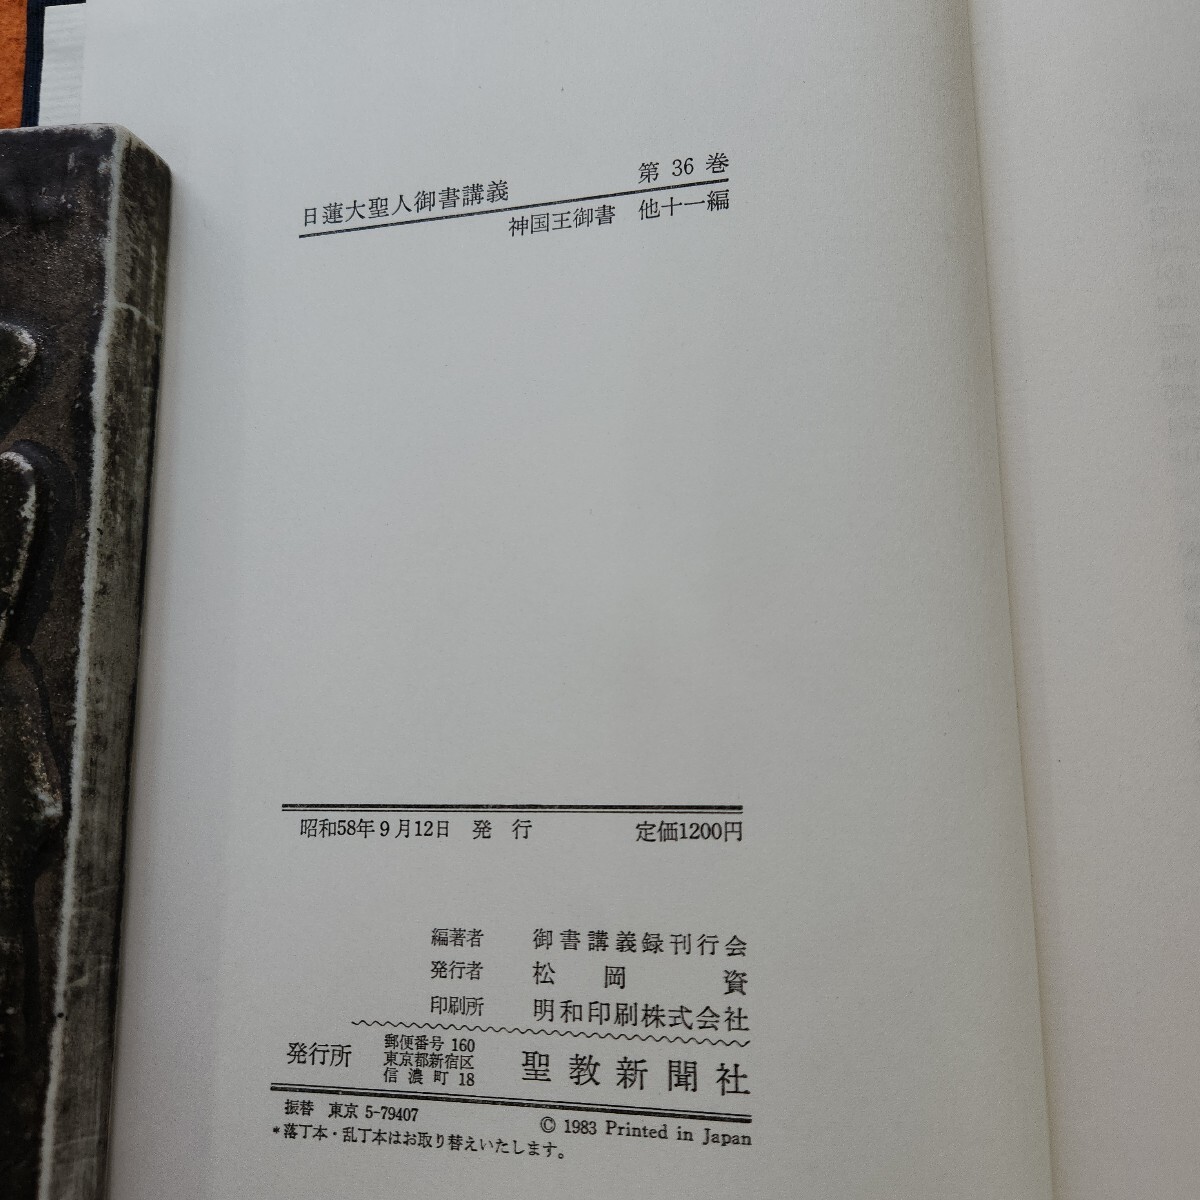 日蓮大聖人御書講義 第 36 巻
神国王御書 他十一編
昭和58年9月12日 発 行 定価1200円
編著者 御書講義録刊行会
発行者 松 岡 資
印刷所 明和印刷株式会社
発行所 郵便番号 160
東京都新宿区
信 濃 町 18
聖教新聞社
振替 東京 5-79407
© 1983 Printed in Japan
*落丁本・乱丁本はお取り替えいたします。